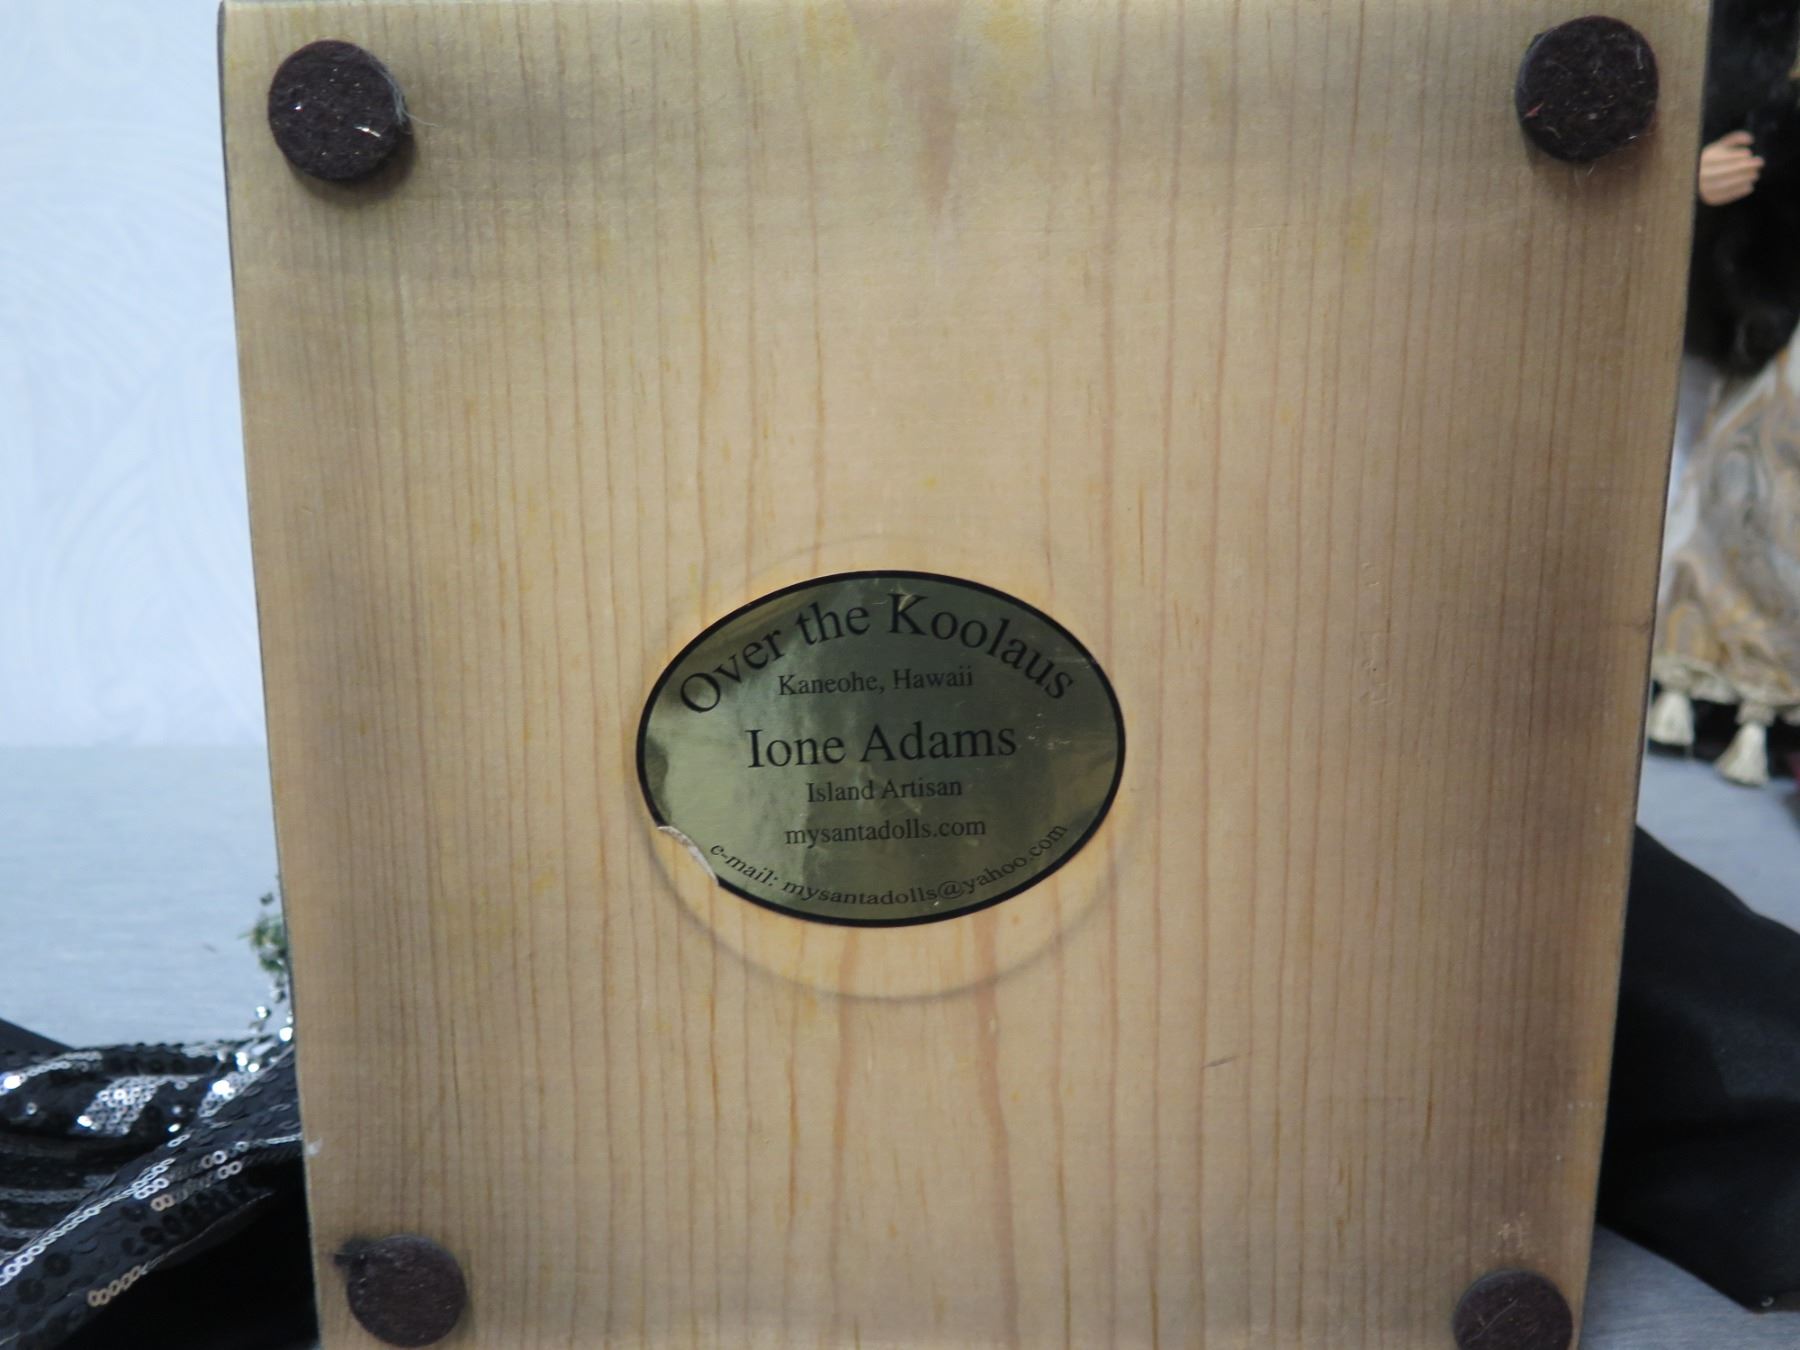 Over the Koolaus
Kaneohe, Hawaii
Ione Adams
Island Artisan
mysantadolls.com
e-mail: mysantadolls@yahoo.com